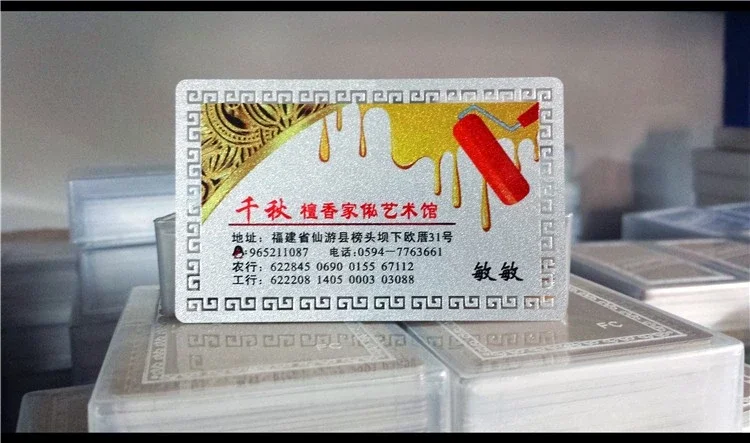 千秋 檀香家俬艺术馆
地址：福建省仙游县榜头坝下欧厝31号
:965211087 电话:0594-7763661
农行：622845 0690 0155 67112
工行：622208 1405 0003 03088
敏敏
FC